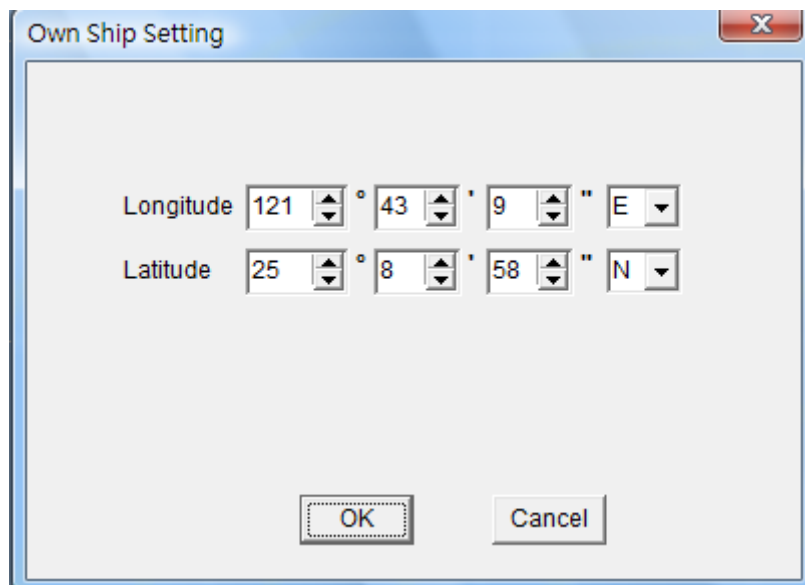 Own Ship Setting
Longitude 121 ° 43 ' 9 " E
Latitude 25 ° 8 ' 58 " N
OK Cancel